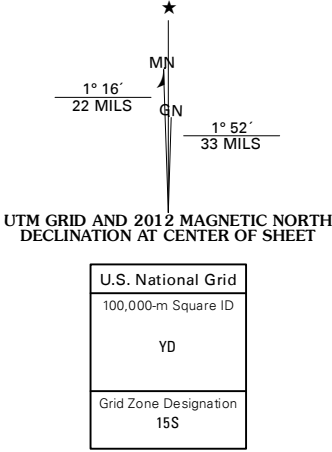 ★
MN
1° 16´
22 MILS
GN
1° 52´
33 MILS
UTM GRID AND 2012 MAGNETIC NORTH
DECLINATION AT CENTER OF SHEET
U.S. National Grid
100,000-m Square ID
YD
Grid Zone Designation
15S